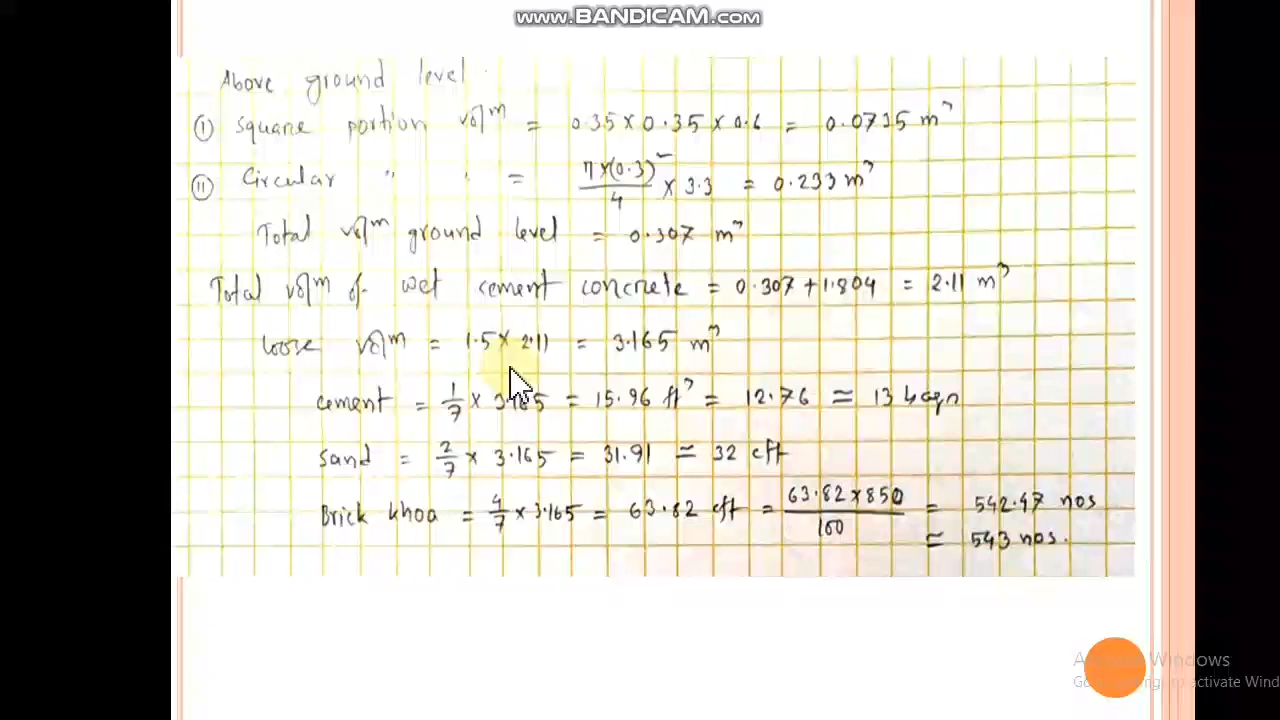 www.BANDICAM.com
Above ground level
(I) Square portion volm = 0.35 × 0.35 × 0.6 = 0.0735 m³
(II) Circular " " = π×(0.3)²/4 × 3.3 = 0.233 m³
Total volm ground level = 0.307 m³
Total volm of wet cement concrete = 0.307 + 1.804 = 2.11 m³
loose volm = 1.5 × 2.11 = 3.165 m³
cement = 1/7 × 3.165 = 15.96 ft³ = 12.76 ≃ 13 bags
sand = 2/7 × 3.165 = 31.91 ≃ 32 cft
Brick khoa = 4/7 × 3.165 = 63.82 cft = 63.82×850/100 = 542.47 nos
≃ 543 nos.
Activate Windows
to activate Wind